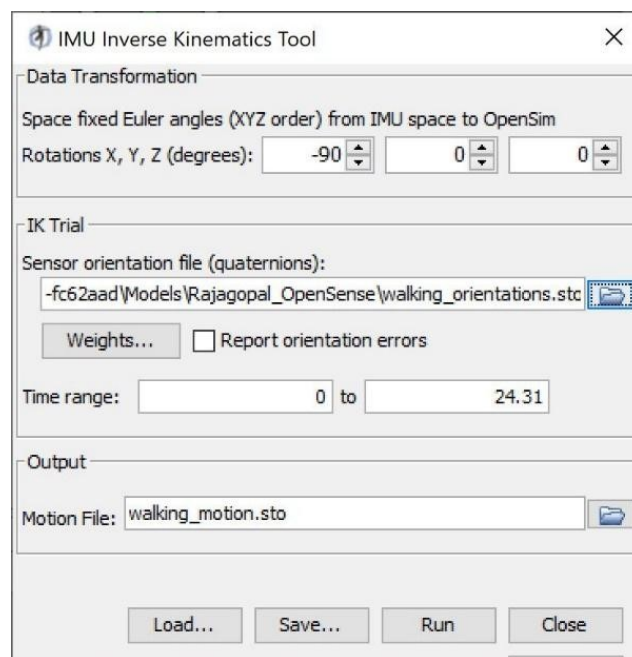 IMU Inverse Kinematics Tool
Data Transformation
Space fixed Euler angles (XYZ order) from IMU space to OpenSim
Rotations X, Y, Z (degrees): -90 0 0
IK Trial
Sensor orientation file (quaternions):
-fc62aad\Models\Rajagopal_OpenSense\walking_orientations.stc
Weights... Report orientation errors
Time range: 0 to 24.31
Output
Motion File: walking_motion.sto
Load... Save... Run Close